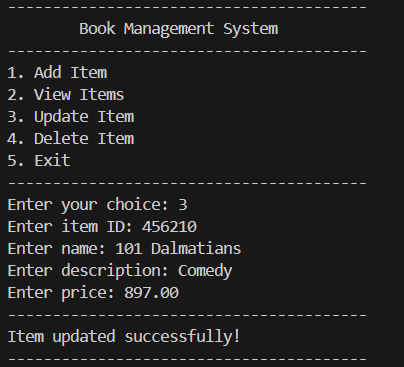 ----------------------------------------
Book Management System
----------------------------------------
1. Add Item
2. View Items
3. Update Item
4. Delete Item
5. Exit
----------------------------------------
Enter your choice: 3
Enter item ID: 456210
Enter name: 101 Dalmatians
Enter description: Comedy
Enter price: 897.00
----------------------------------------
Item updated successfully!
----------------------------------------